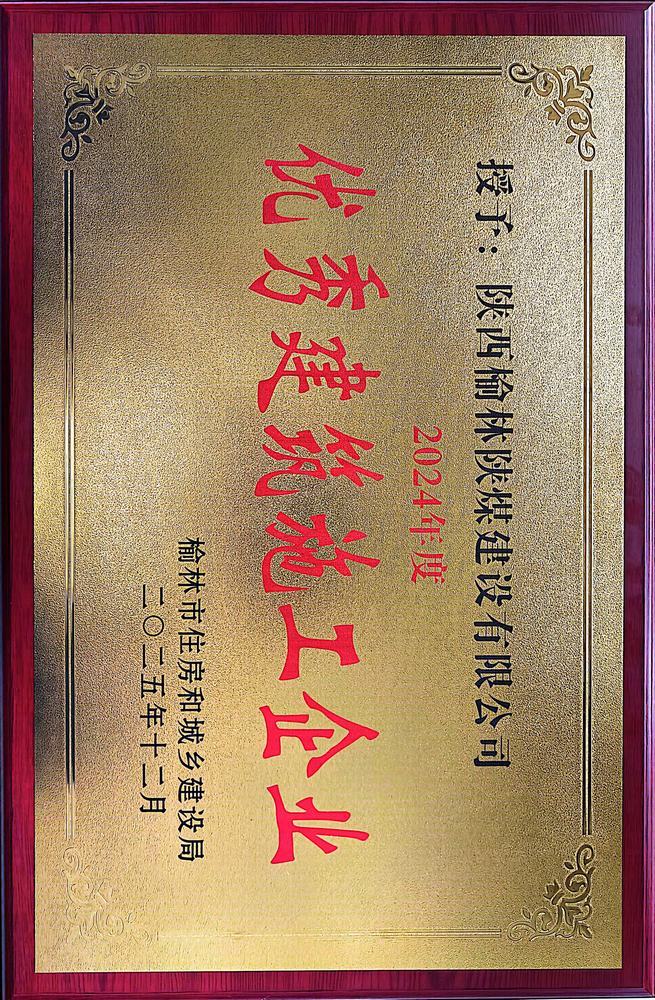 授予：陕西榆林陕煤建设有限公司
2024年度
优秀建筑施工企业
榆林市住房和城乡建设局
二〇二五年十二月